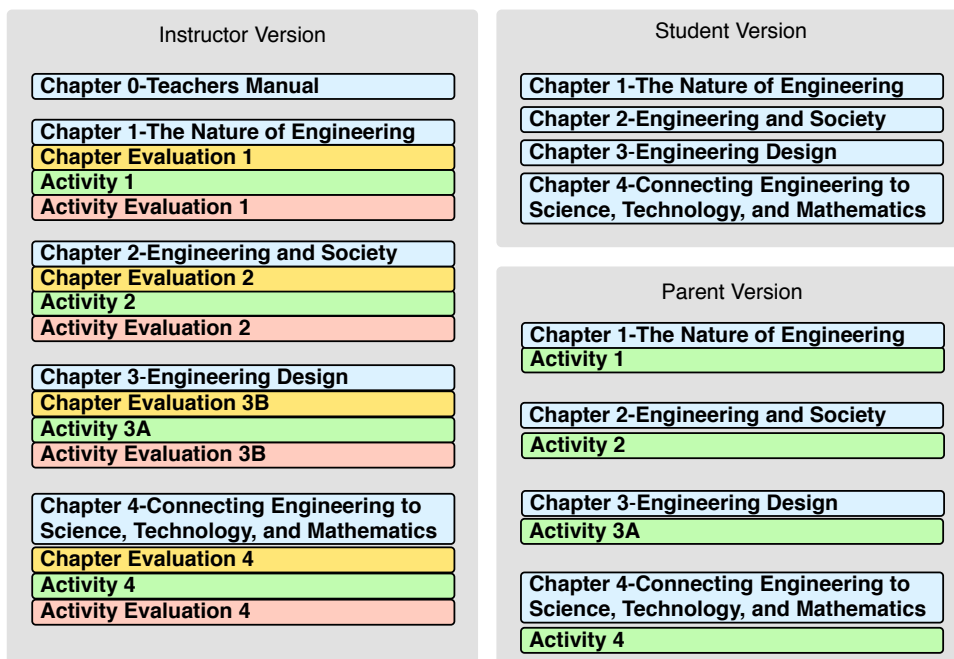 Instructor Version
Chapter 0-Teachers Manual
Chapter 1-The Nature of Engineering
Chapter Evaluation 1
Activity 1
Activity Evaluation 1
Chapter 2-Engineering and Society
Chapter Evaluation 2
Activity 2
Activity Evaluation 2
Chapter 3-Engineering Design
Chapter Evaluation 3B
Activity 3A
Activity Evaluation 3B
Chapter 4-Connecting Engineering to
Science, Technology, and Mathematics
Chapter Evaluation 4
Activity 4
Activity Evaluation 4
Student Version
Chapter 1-The Nature of Engineering
Chapter 2-Engineering and Society
Chapter 3-Engineering Design
Chapter 4-Connecting Engineering to
Science, Technology, and Mathematics
Parent Version
Chapter 1-The Nature of Engineering
Activity 1
Chapter 2-Engineering and Society
Activity 2
Chapter 3-Engineering Design
Activity 3A
Chapter 4-Connecting Engineering to
Science, Technology, and Mathematics
Activity 4